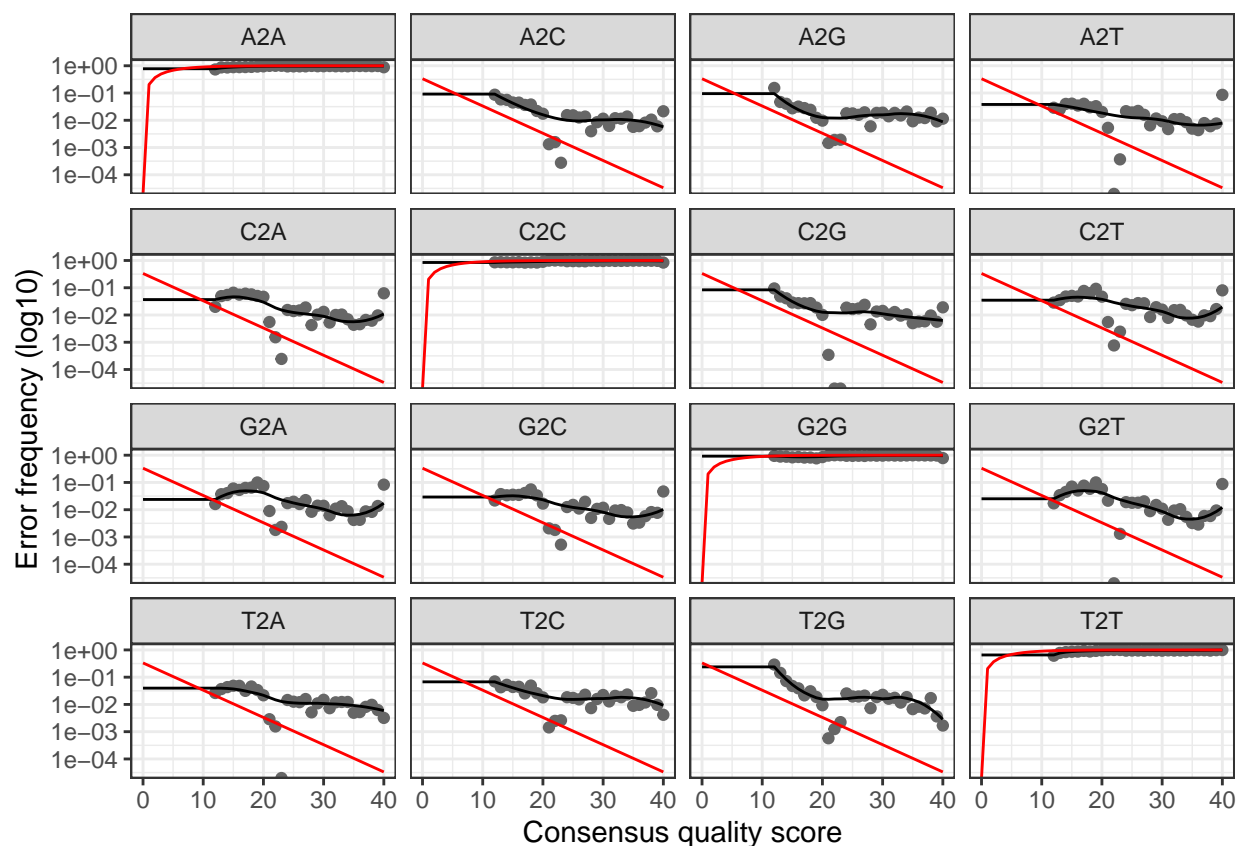 A2A A2C A2G A2T
1e+00
1e−01
1e−02
1e−03
1e−04
C2A C2C C2G C2T
1e+00
1e−01
1e−02
1e−03
1e−04
G2A G2C G2G G2T
1e+00
1e−01
1e−02
1e−03
1e−04
T2A T2C T2G T2T
1e+00
1e−01
1e−02
1e−03
1e−04
0 10 20 30 40 0 10 20 30 40 0 10 20 30 40 0 10 20 30 40
Consensus quality score
Error frequency (log10)